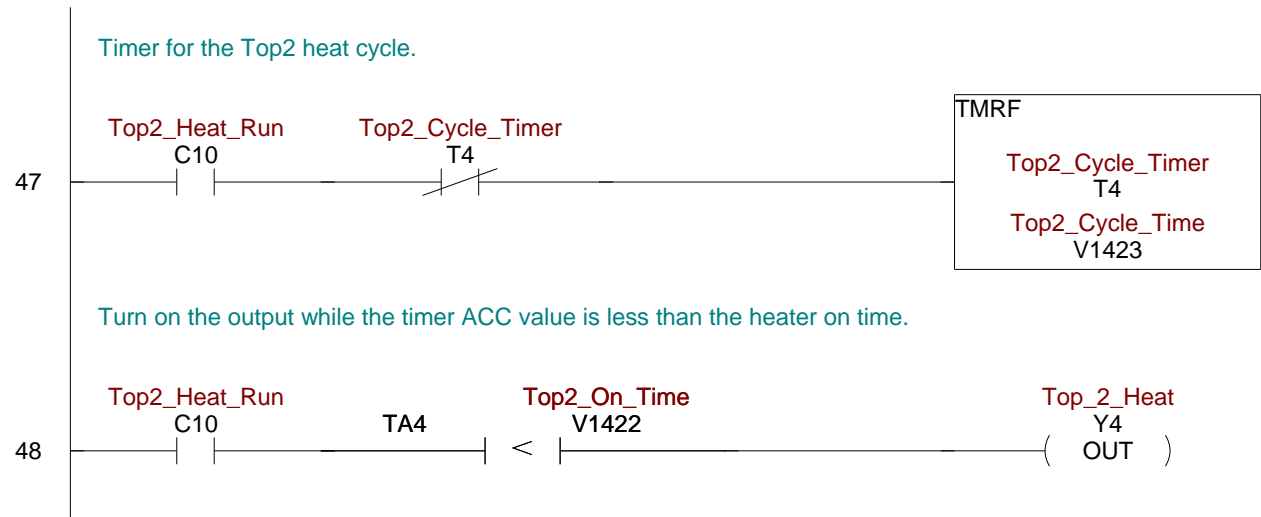 Timer for the Top2 heat cycle.
TMRF
Top2_Heat_Run
Top2_Cycle_Timer
C10
T4
Top2_Cycle_Timer
T4
47
Top2_Cycle_Time
V1423
Turn on the output while the timer ACC value is less than the heater on time.
Top2_Heat_Run
Top2_On_Time
Top_2_Heat
C10
TA4
V1422
Y4
48
<
( OUT )